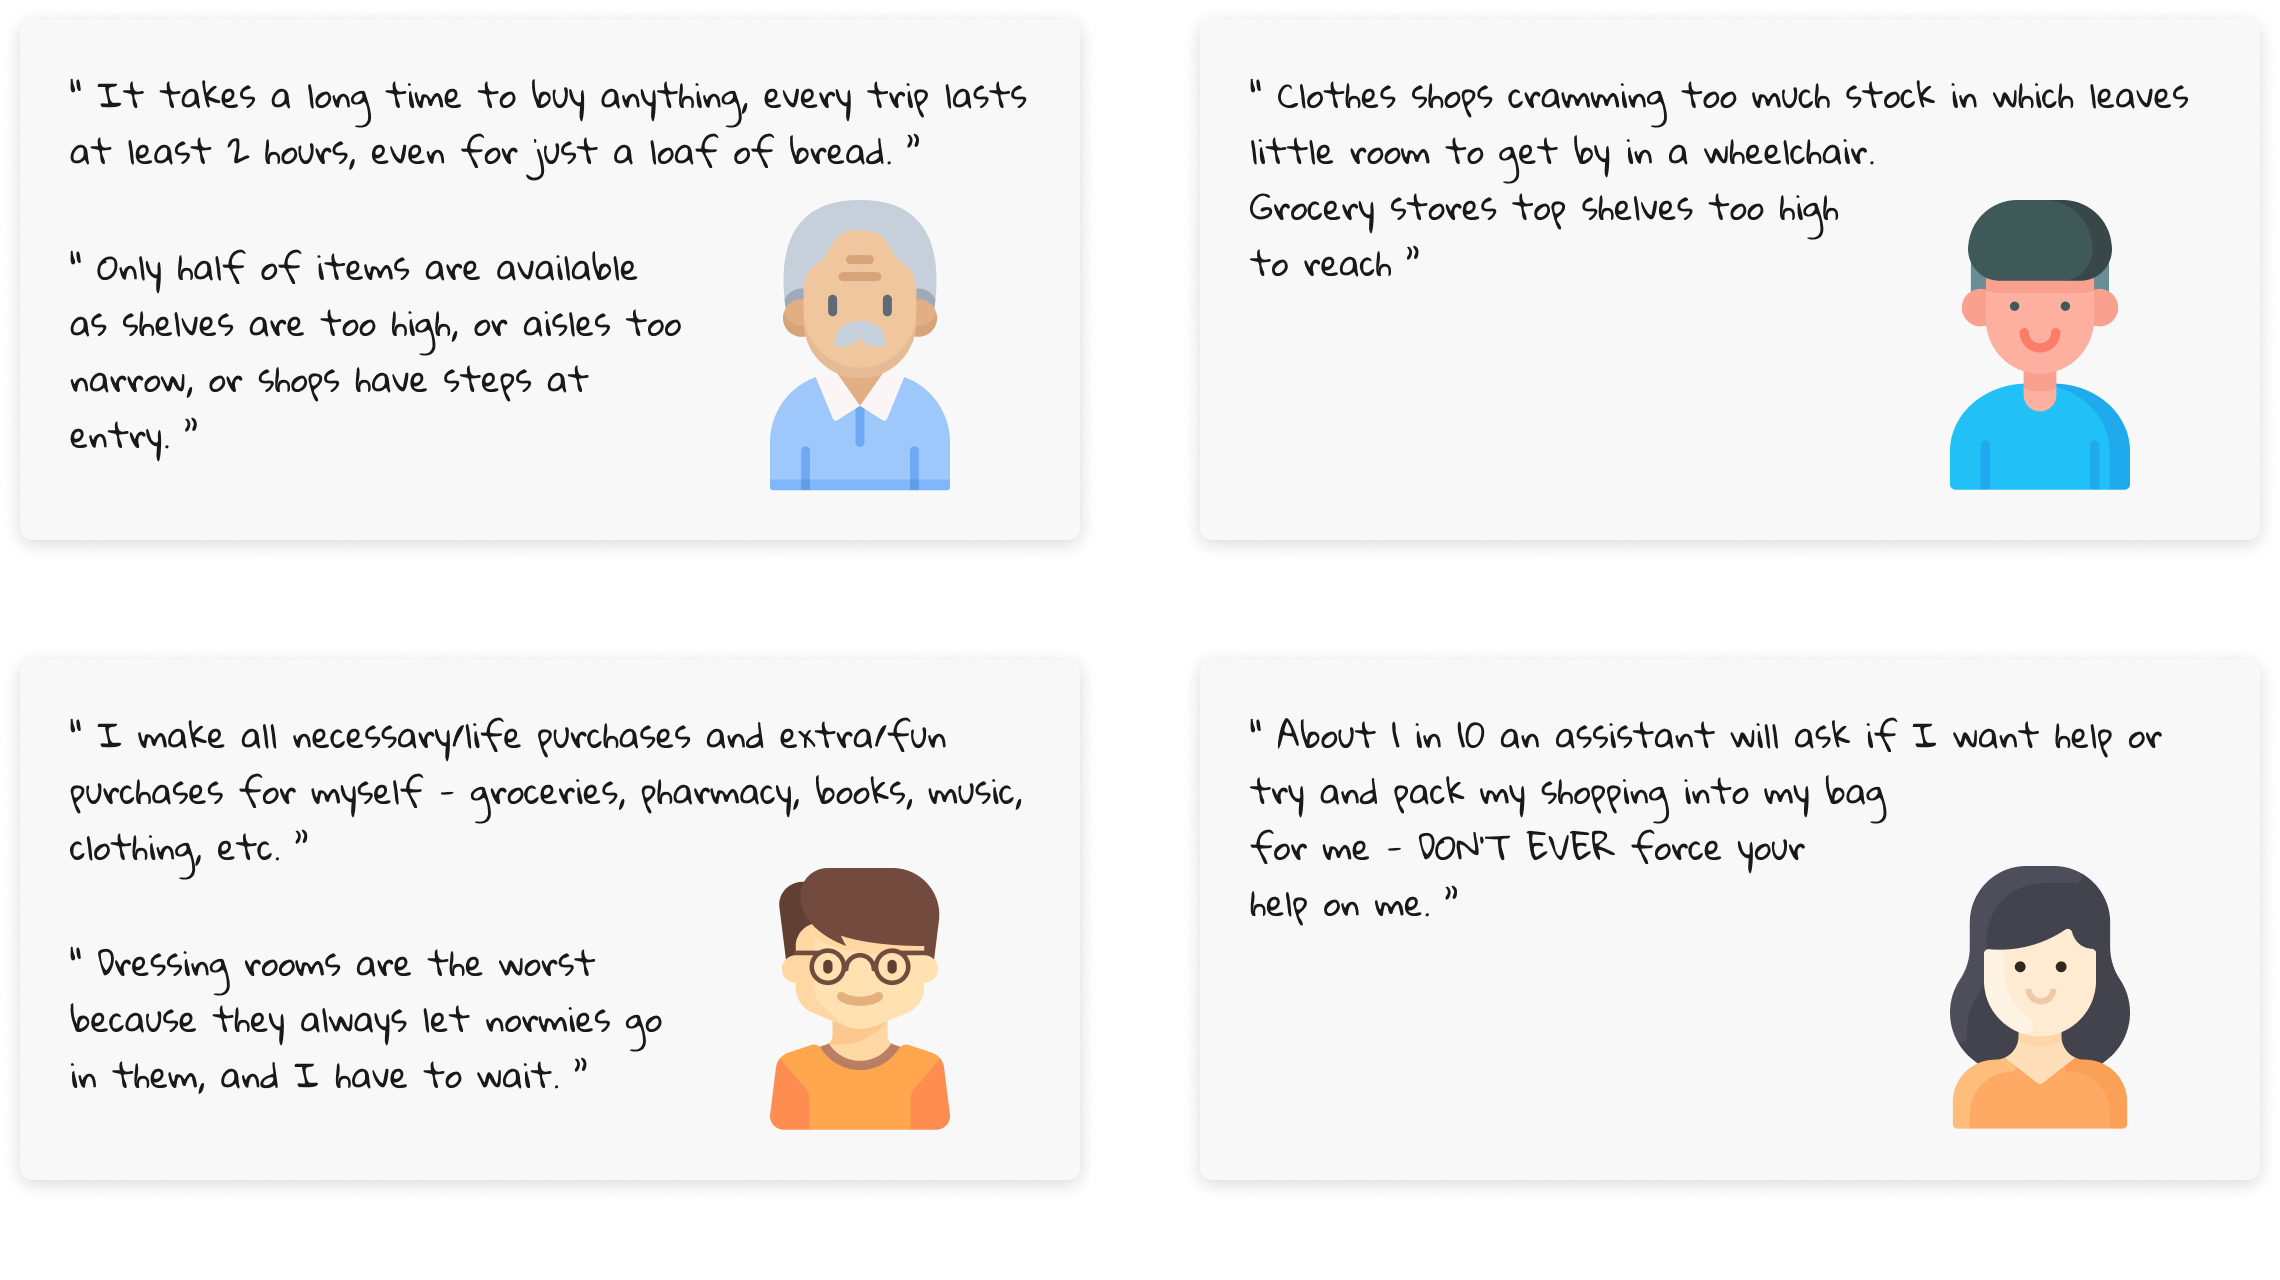 " It takes a long time to buy anything, every trip lasts
at least 2 hours, even for just a loaf of bread. "
" Only half of items are available
as shelves are too high, or aisles too
narrow, or shops have steps at
entry. "
" Clothes shops cramming too much stock in which leaves
little room to get by in a wheelchair.
Grocery stores top shelves too high
to reach "
" I make all necessary/life purchases and extra/fun
purchases for myself - groceries, pharmacy, books, music,
clothing, etc. "
" Dressing rooms are the worst
because they always let normies go
in them, and I have to wait. "
" About 1 in 10 an assistant will ask if I want help or
try and pack my shopping into my bag
for me - DON'T EVER force your
help on me. "